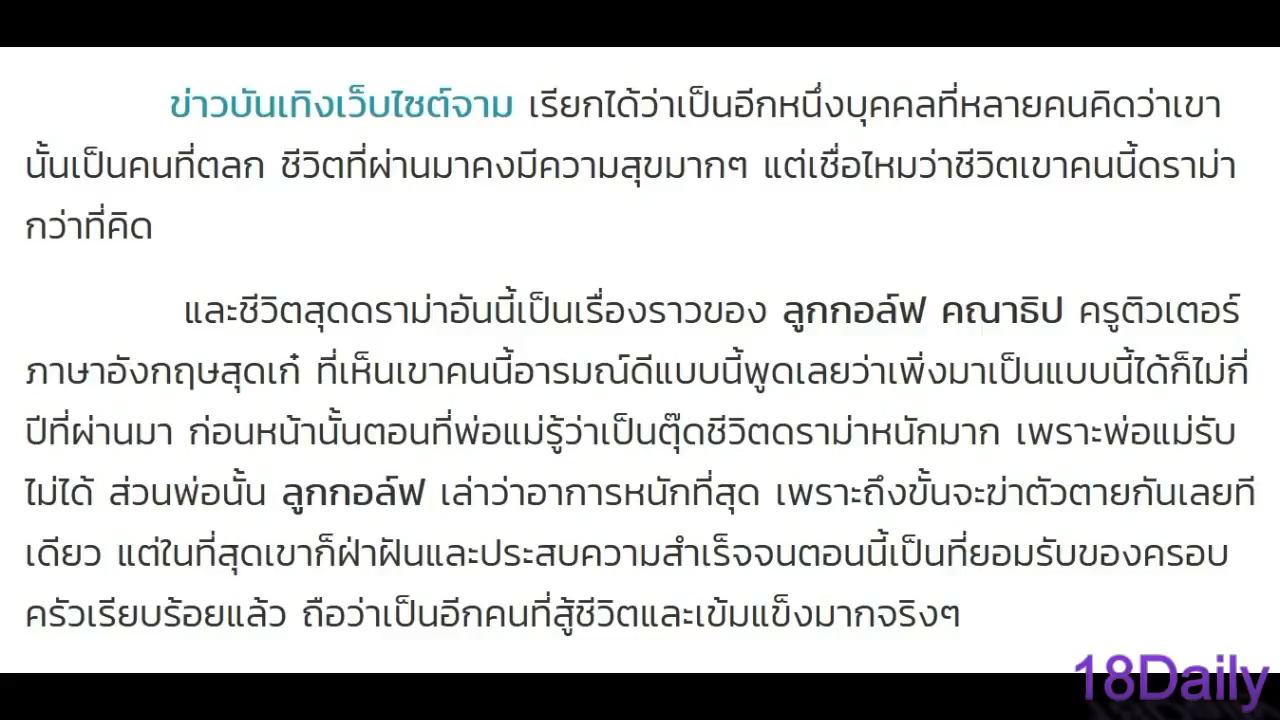 ข่าวบันเทิงเว็บไซต์จาม เรียกได้ว่าเป็นอีกหนึ่งบุคคลที่หลายคนคิดว่าเขา
นั้นเป็นคนที่ตลก ชีวิตที่ผ่านมาคงมีความสุขมากๆ แต่เชื่อไหมว่าชีวิตเขาคนนี้ดราม่า
กว่าที่คิด
และชีวิตสุดดราม่าอันนี้เป็นเรื่องราวของ ลูกกอล์ฟ คณาธิป ครูติวเตอร์
ภาษาอังกฤษสุดเก๋ ที่เห็นเขาคนนี้อารมณ์ดีแบบนี้พูดเลยว่าเพิ่งมาเป็นแบบนี้ได้ก็ไม่กี่
ปีที่ผ่านมา ก่อนหน้านั้นตอนที่พ่อแม่รู้ว่าเป็นตุ๊ดชีวิตดราม่าหนักมาก เพราะพ่อแม่รับ
ไม่ได้ ส่วนพ่อนั้น ลูกกอล์ฟ เล่าว่าอาการหนักที่สุด เพราะถึงขั้นจะฆ่าตัวตายกันเลยที
เดียว แต่ในที่สุดเขาก็ฝ่าฝันและประสบความสำเร็จจนตอนนี้เป็นที่ยอมรับของครอบ
ครัวเรียบร้อยแล้ว ถือว่าเป็นอีกคนที่สู้ชีวิตและเข้มแข็งมากจริงๆ
18Daily